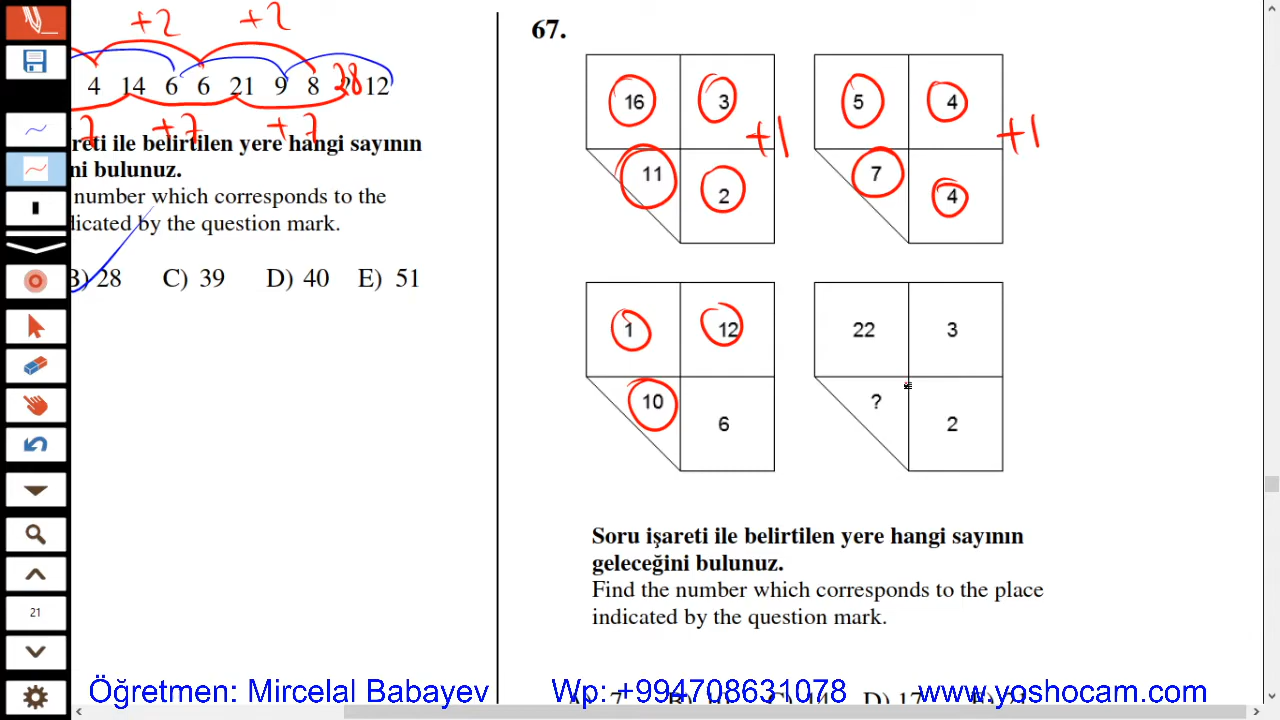 +2 +2
4 14 6 6 21 9 8 28 12
7 +7 +7
reti ile belirtilen yere hangi sayının
ni bulunuz.
number which corresponds to the
dicated by the question mark.
B) 28 C) 39 D) 40 E) 51
67.
16 3
11 2
+1
5 4
7 4
+1
1 12
10 6
22 3
? 2
Soru işareti ile belirtilen yere hangi sayının
geleceğini bulunuz.
Find the number which corresponds to the place
indicated by the question mark.
21
Öğretmen: Mircelal Babayev Wp: +994708631078 www.yoshocam.com